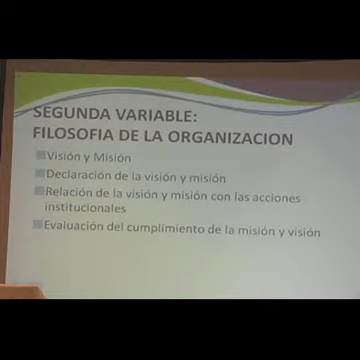 SEGUNDA VARIABLE:
FILOSOFIA DE LA ORGANIZACION
Visión y Misión
Declaración de la visión y misión
Relación de la visión y misión con las acciones
institucionales
Evaluación del cumplimiento de la misión y visión